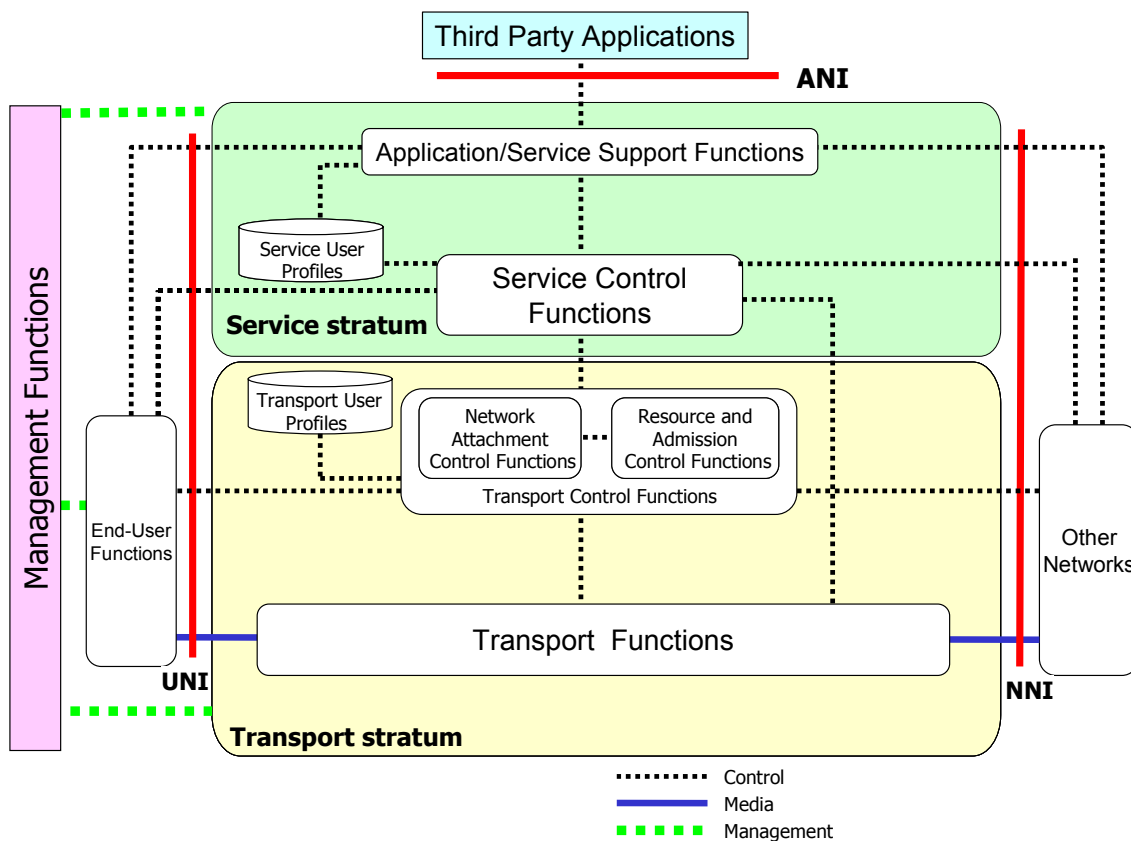 Third Party Applications
ANI
Application/Service Support Functions
Service User
Profiles
Service Control
Functions
Service stratum
Management Functions
Transport User
Profiles
Network
Attachment
Control Functions
Resource and
Admission
Control Functions
Transport Control Functions
End-User
Functions
Other
Networks
Transport Functions
UNI
NNI
Transport stratum
Control
Media
Management